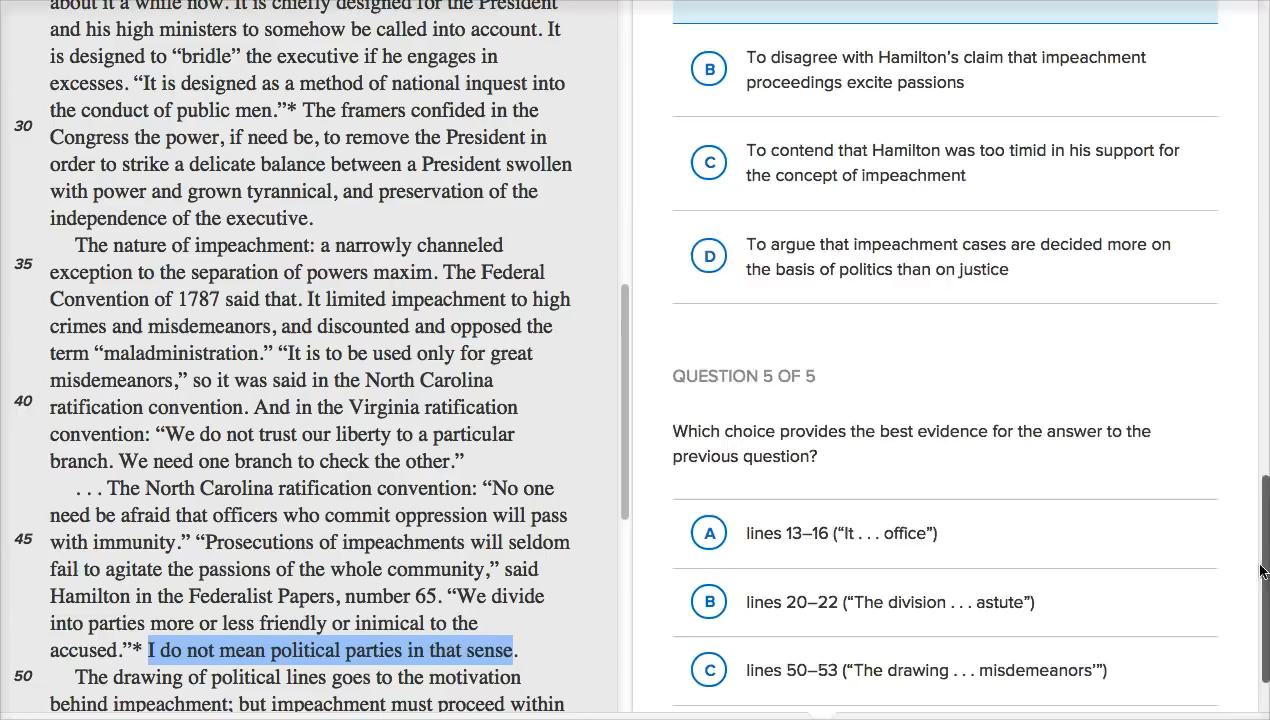 about it a while now. It is chiefly designed for the President
and his high ministers to somehow be called into account. It
is designed to “bridle” the executive if he engages in
excesses. “It is designed as a method of national inquest into
the conduct of public men.”* The framers confided in the
30
Congress the power, if need be, to remove the President in
order to strike a delicate balance between a President swollen
with power and grown tyrannical, and preservation of the
independence of the executive.
The nature of impeachment: a narrowly channeled
35
exception to the separation of powers maxim. The Federal
Convention of 1787 said that. It limited impeachment to high
crimes and misdemeanors, and discounted and opposed the
term “maladministration.” “It is to be used only for great
misdemeanors,” so it was said in the North Carolina
40
ratification convention. And in the Virginia ratification
convention: “We do not trust our liberty to a particular
branch. We need one branch to check the other.”
. . . The North Carolina ratification convention: “No one
need be afraid that officers who commit oppression will pass
45
with immunity.” “Prosecutions of impeachments will seldom
fail to agitate the passions of the whole community,” said
Hamilton in the Federalist Papers, number 65. “We divide
into parties more or less friendly or inimical to the
accused.”* I do not mean political parties in that sense.
50
The drawing of political lines goes to the motivation
behind impeachment; but impeachment must proceed within
B
To disagree with Hamilton’s claim that impeachment
proceedings excite passions
C
To contend that Hamilton was too timid in his support for
the concept of impeachment
D
To argue that impeachment cases are decided more on
the basis of politics than on justice
QUESTION 5 OF 5
Which choice provides the best evidence for the answer to the
previous question?
A
lines 13–16 (“It . . . office”)
B
lines 20–22 (“The division . . . astute”)
C
lines 50–53 (“The drawing . . . misdemeanors’”)